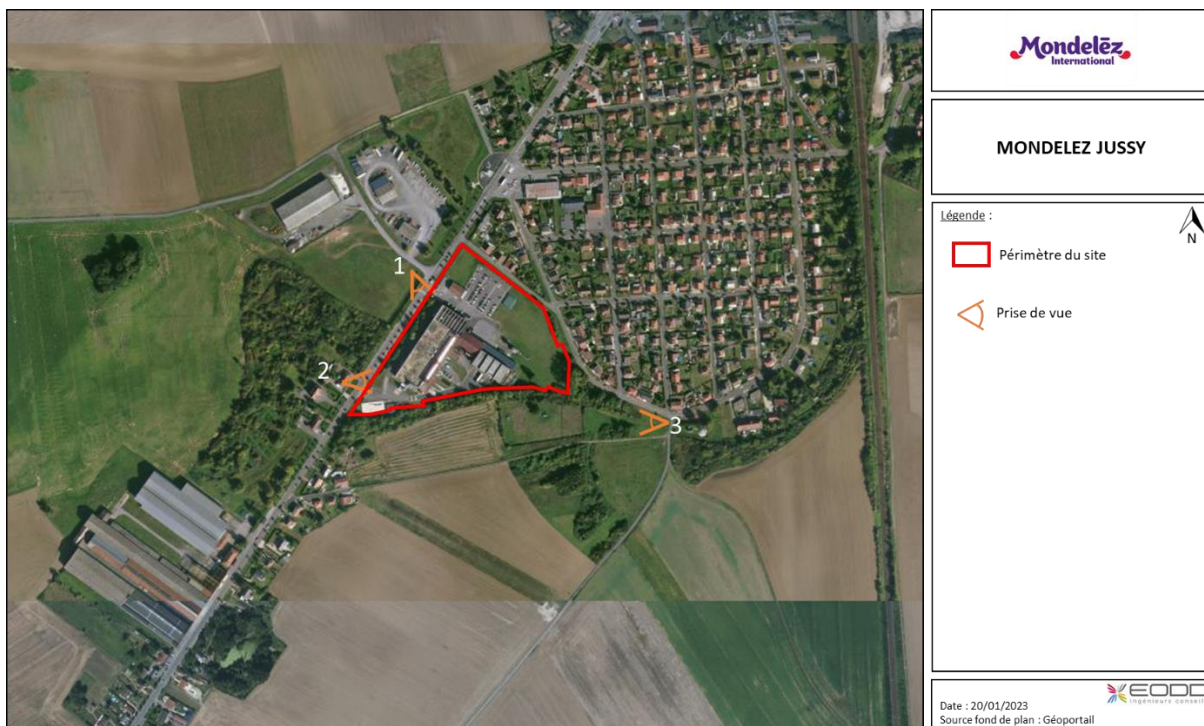 1
2
3
Mondelēz
International
MONDELEZ JUSSY
Légende :
N
Périmètre du site
Prise de vue
EODD
ingénieurs conseil
Date : 20/01/2023
Source fond de plan : Géoportail